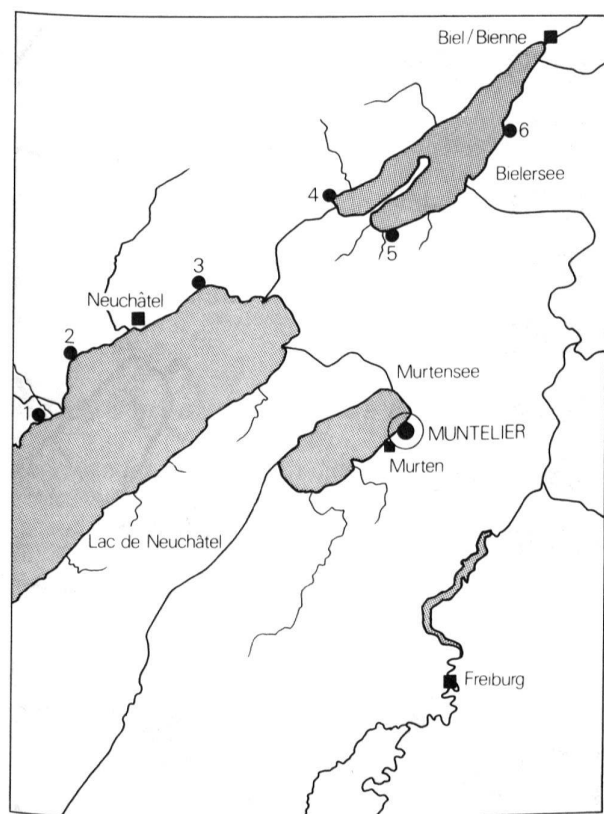 Biel/Bienne
6
Bielersee
4
5
3
Neuchâtel
2
Murtensee
1
MUNTELIER
Murten
Lac de Neuchâtel
Freiburg